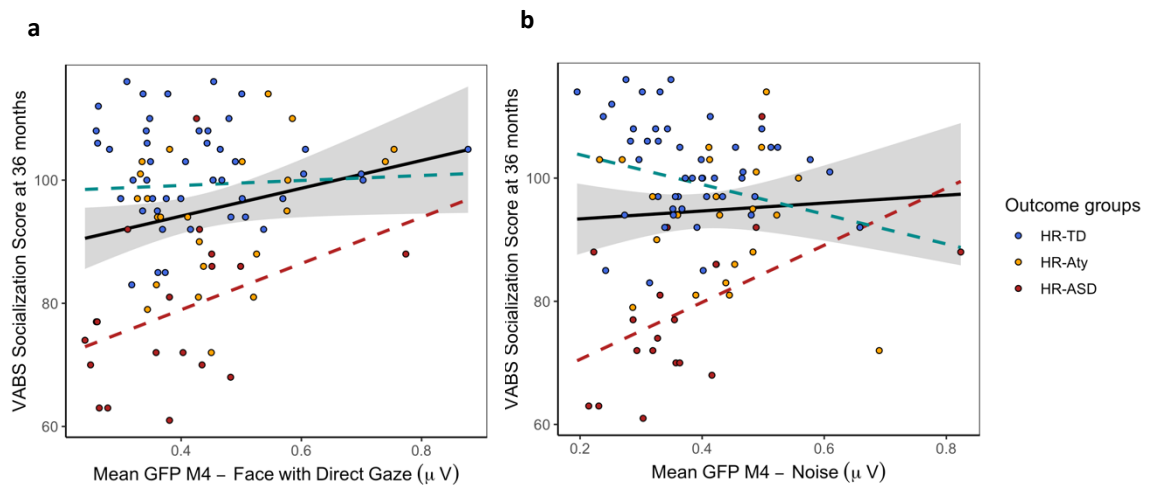 a
VABS Socialization Score at 36 months
100
80
60
0.4
0.6
0.8
Mean GFP M4 – Face with Direct Gaze (μ V)
b
VABS Socialization Score at 36 months
100
80
60
0.2
0.4
0.6
0.8
Mean GFP M4 – Noise (μ V)
Outcome groups
HR-TD
HR-Aty
HR-ASD